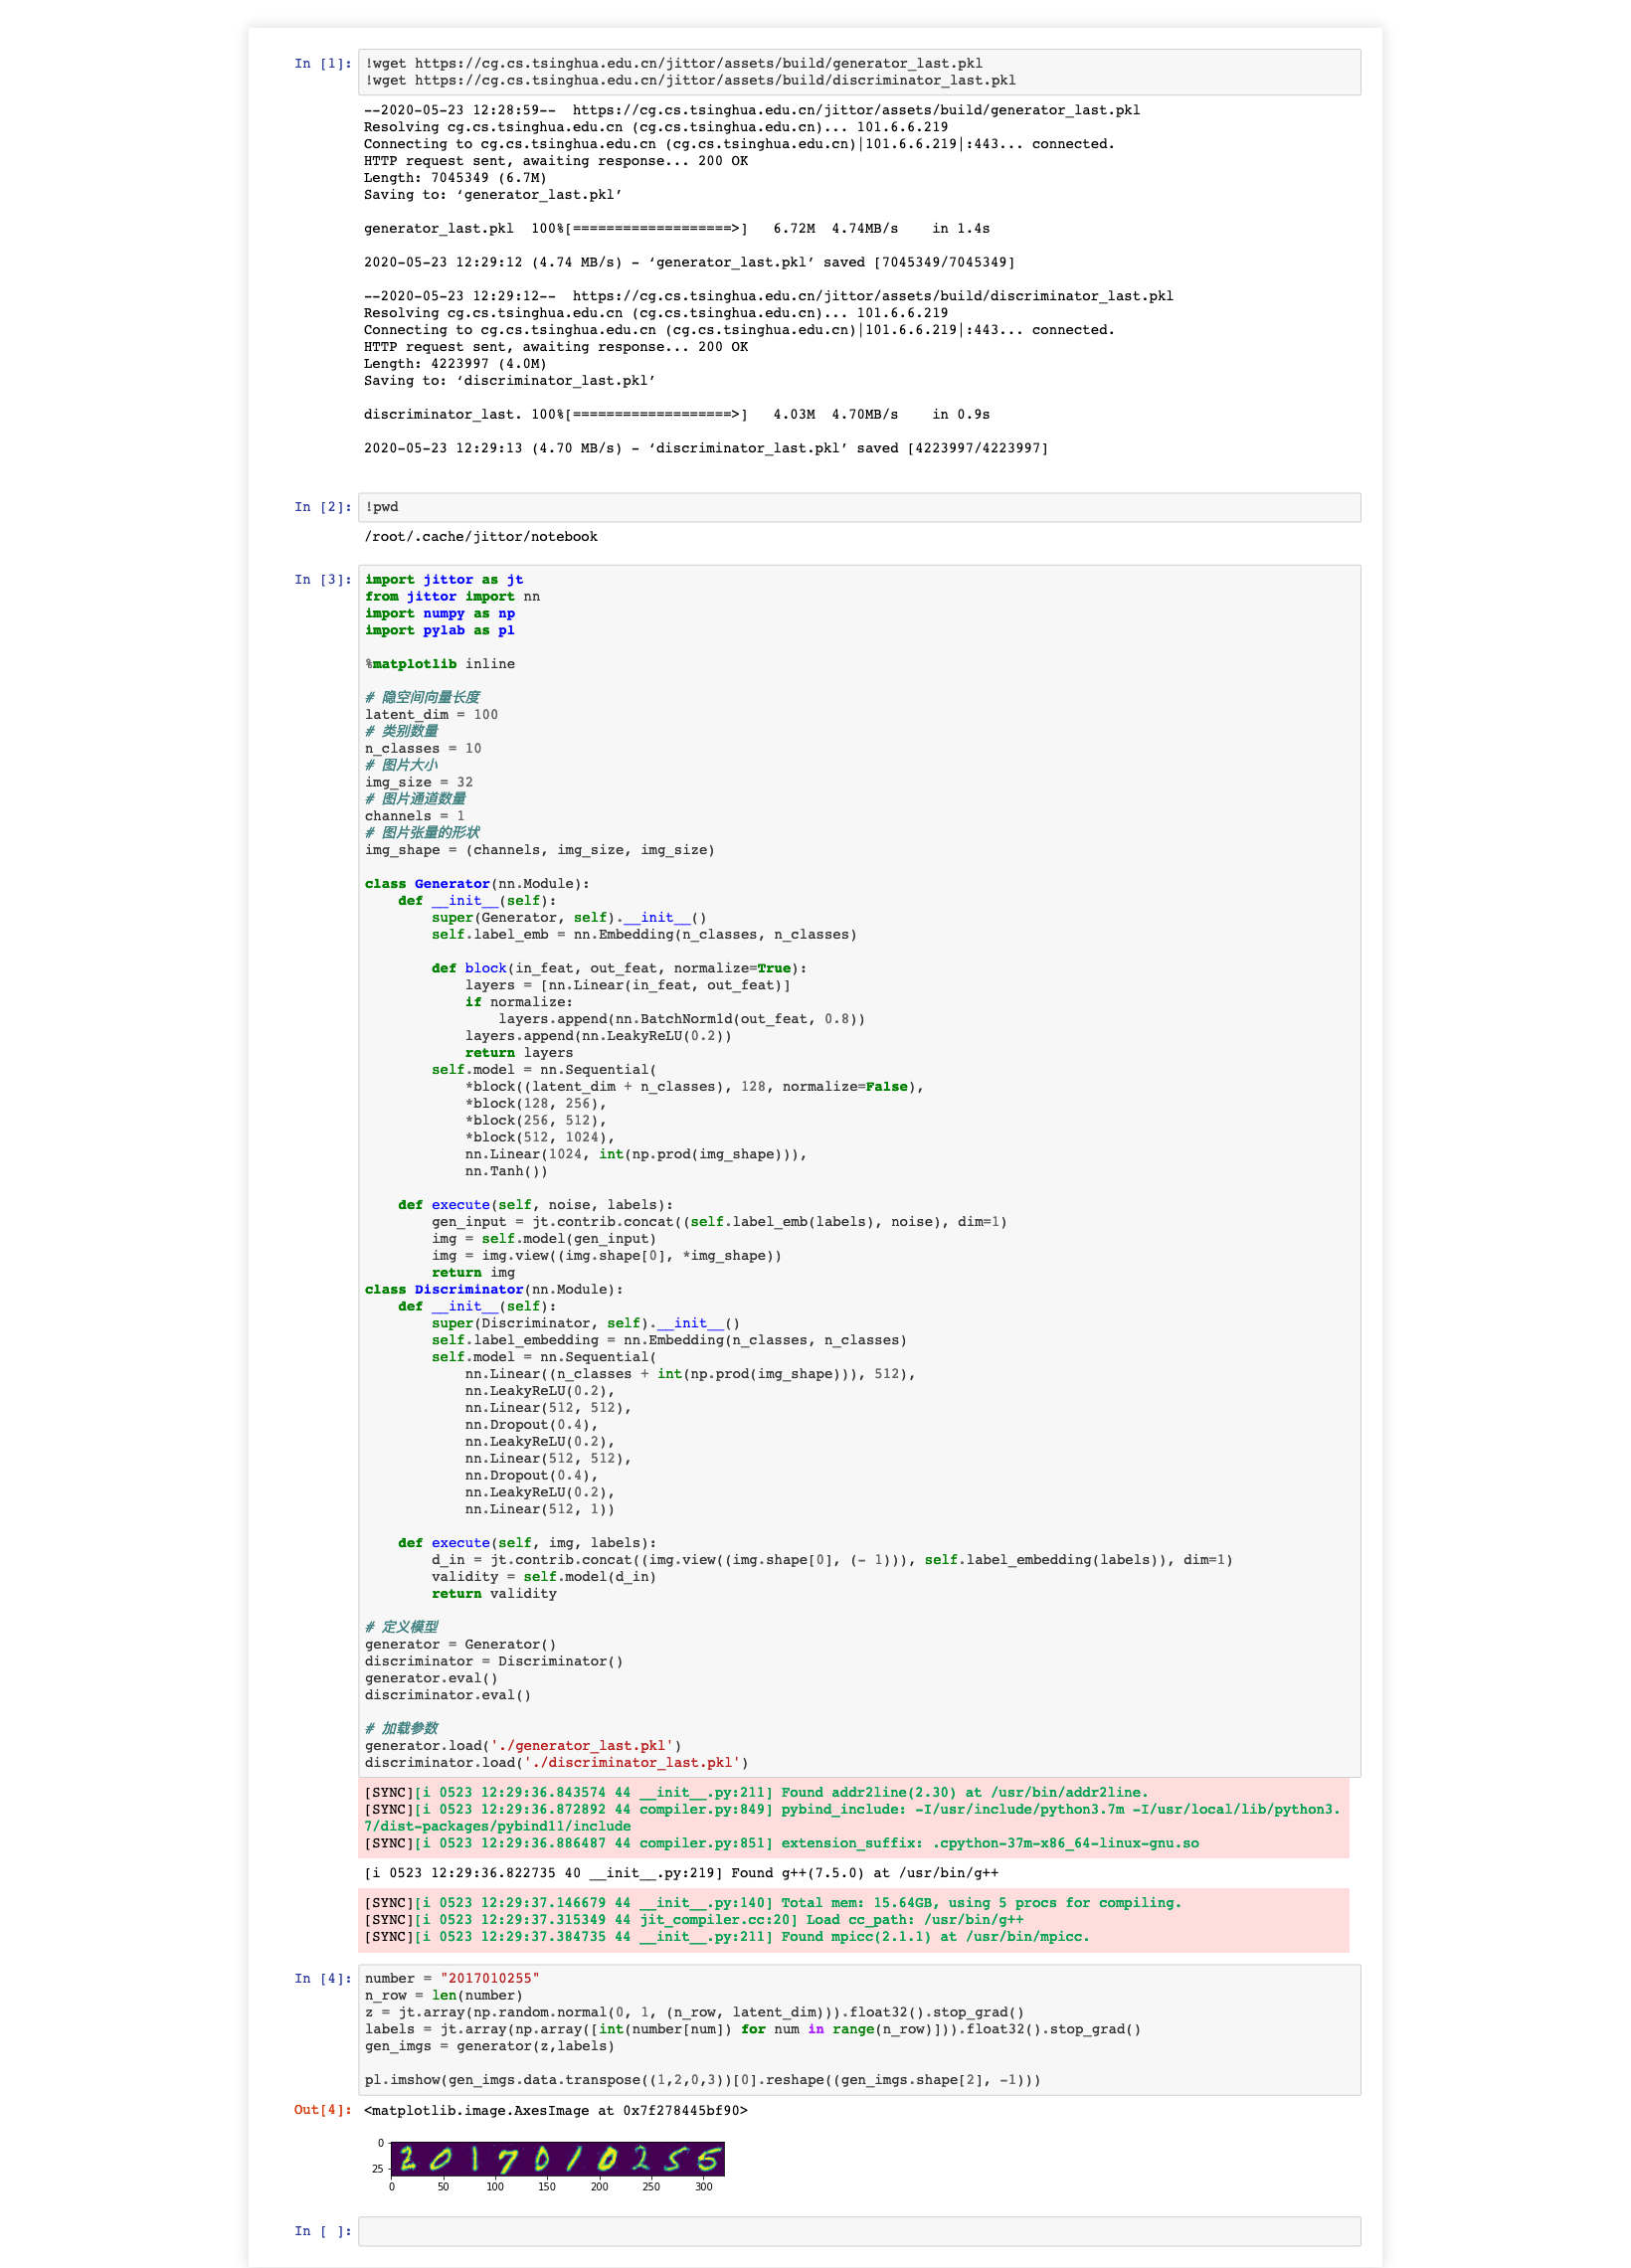 In [1]:
!wget https://cg.cs.tsinghua.edu.cn/jittor/assets/build/generator_last.pkl
!wget https://cg.cs.tsinghua.edu.cn/jittor/assets/build/discriminator_last.pkl
--2020-05-23 12:28:59--  https://cg.cs.tsinghua.edu.cn/jittor/assets/build/generator_last.pkl
Resolving cg.cs.tsinghua.edu.cn (cg.cs.tsinghua.edu.cn)... 101.6.6.219
Connecting to cg.cs.tsinghua.edu.cn (cg.cs.tsinghua.edu.cn)|101.6.6.219|:443... connected.
HTTP request sent, awaiting response... 200 OK
Length: 7045349 (6.7M)
Saving to: ‘generator_last.pkl’
generator_last.pkl  100%[===================>]   6.72M  4.74MB/s    in 1.4s
2020-05-23 12:29:12 (4.74 MB/s) - ‘generator_last.pkl’ saved [7045349/7045349]
--2020-05-23 12:29:12--  https://cg.cs.tsinghua.edu.cn/jittor/assets/build/discriminator_last.pkl
Resolving cg.cs.tsinghua.edu.cn (cg.cs.tsinghua.edu.cn)... 101.6.6.219
Connecting to cg.cs.tsinghua.edu.cn (cg.cs.tsinghua.edu.cn)|101.6.6.219|:443... connected.
HTTP request sent, awaiting response... 200 OK
Length: 4223997 (4.0M)
Saving to: ‘discriminator_last.pkl’
discriminator_last. 100%[===================>]   4.03M  4.70MB/s    in 0.9s
2020-05-23 12:29:13 (4.70 MB/s) - ‘discriminator_last.pkl’ saved [4223997/4223997]
In [2]:
!pwd
/root/.cache/jittor/notebook
In [3]:
import jittor as jt
from jittor import nn
import numpy as np
import pylab as pl
%matplotlib inline
# 隐空间向量长度
latent_dim = 100
# 类别数量
n_classes = 10
# 图片大小
img_size = 32
# 图片通道数量
channels = 1
# 图片张量的形状
img_shape = (channels, img_size, img_size)
class Generator(nn.Module):
    def __init__(self):
        super(Generator, self).__init__()
        self.label_emb = nn.Embedding(n_classes, n_classes)
        def block(in_feat, out_feat, normalize=True):
            layers = [nn.Linear(in_feat, out_feat)]
            if normalize:
                layers.append(nn.BatchNorm1d(out_feat, 0.8))
            layers.append(nn.LeakyReLU(0.2))
            return layers
        self.model = nn.Sequential(
            *block((latent_dim + n_classes), 128, normalize=False),
            *block(128, 256),
            *block(256, 512),
            *block(512, 1024),
            nn.Linear(1024, int(np.prod(img_shape))),
            nn.Tanh())
    def execute(self, noise, labels):
        gen_input = jt.contrib.concat((self.label_emb(labels), noise), dim=1)
        img = self.model(gen_input)
        img = img.view((img.shape[0], *img_shape))
        return img
class Discriminator(nn.Module):
    def __init__(self):
        super(Discriminator, self).__init__()
        self.label_embedding = nn.Embedding(n_classes, n_classes)
        self.model = nn.Sequential(
            nn.Linear((n_classes + int(np.prod(img_shape))), 512),
            nn.LeakyReLU(0.2),
            nn.Linear(512, 512),
            nn.Dropout(0.4),
            nn.LeakyReLU(0.2),
            nn.Linear(512, 512),
            nn.Dropout(0.4),
            nn.LeakyReLU(0.2),
            nn.Linear(512, 1))
    def execute(self, img, labels):
        d_in = jt.contrib.concat((img.view((img.shape[0], (- 1))), self.label_embedding(labels)), dim=1)
        validity = self.model(d_in)
        return validity
# 定义模型
generator = Generator()
discriminator = Discriminator()
generator.eval()
discriminator.eval()
# 加载参数
generator.load('./generator_last.pkl')
discriminator.load('./discriminator_last.pkl')
[SYNC][i 0523 12:29:36.843574 44 __init__.py:211] Found addr2line(2.30) at /usr/bin/addr2line.
[SYNC][i 0523 12:29:36.872892 44 compiler.py:849] pybind_include: -I/usr/include/python3.7m -I/usr/local/lib/python3.
7/dist-packages/pybind11/include
[SYNC][i 0523 12:29:36.886487 44 compiler.py:851] extension_suffix: .cpython-37m-x86_64-linux-gnu.so
[i 0523 12:29:36.822735 40 __init__.py:219] Found g++(7.5.0) at /usr/bin/g++
[SYNC][i 0523 12:29:37.146679 44 __init__.py:140] Total mem: 15.64GB, using 5 procs for compiling.
[SYNC][i 0523 12:29:37.315349 44 jit_compiler.cc:20] Load cc_path: /usr/bin/g++
[SYNC][i 0523 12:29:37.384735 44 __init__.py:211] Found mpicc(2.1.1) at /usr/bin/mpicc.
In [4]:
number = "2017010255"
n_row = len(number)
z = jt.array(np.random.normal(0, 1, (n_row, latent_dim))).float32().stop_grad()
labels = jt.array(np.array([int(number[num]) for num in range(n_row)])).float32().stop_grad()
gen_imgs = generator(z,labels)
pl.imshow(gen_imgs.data.transpose((1,2,0,3))[0].reshape((gen_imgs.shape[2], -1)))
Out[4]:
<matplotlib.image.AxesImage at 0x7f278445bf90>
0
2017010255
25
0 50 100 150 200 250 300
In [ ]: